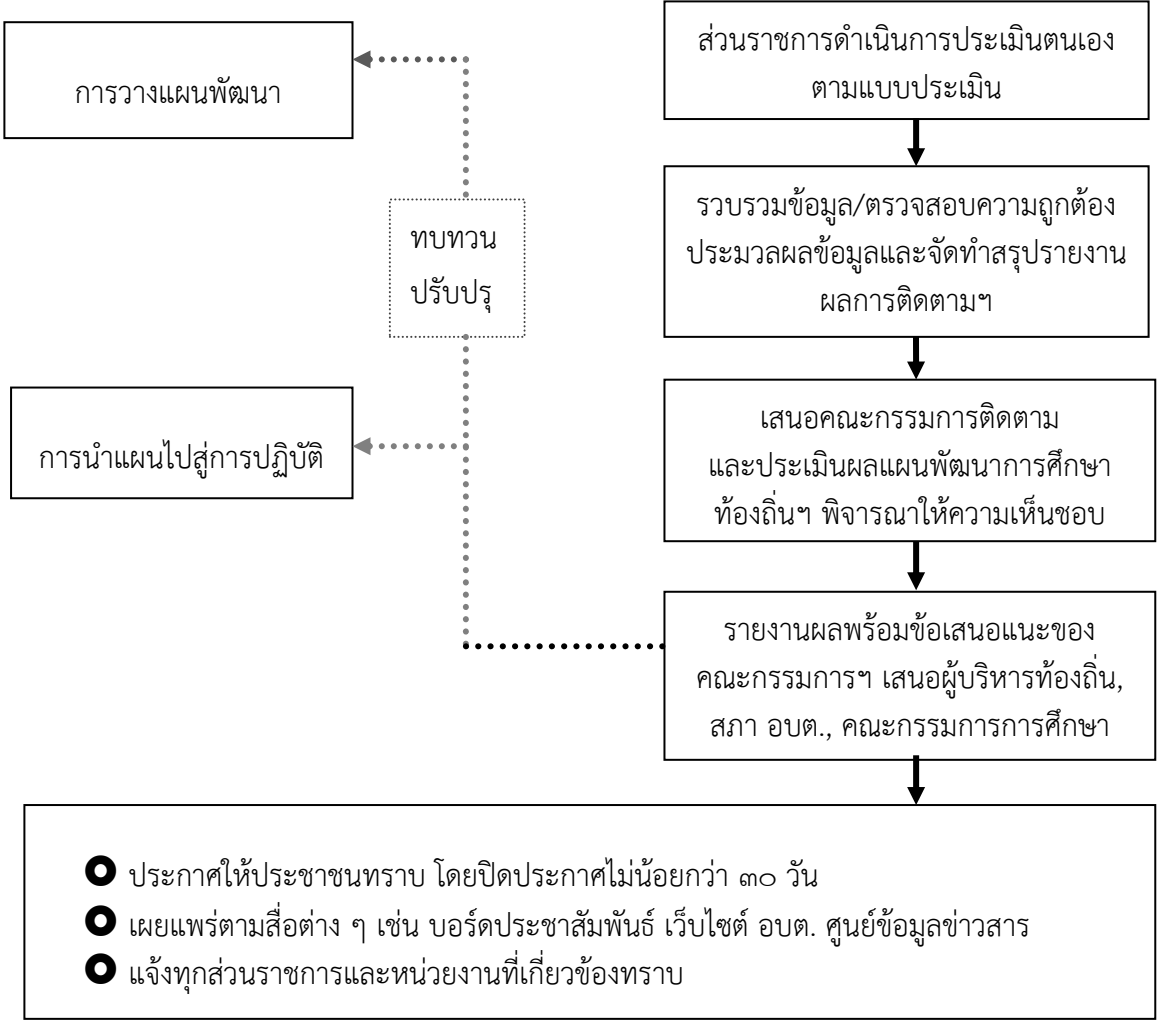 ส่วนราชการดำเนินการประเมินตนเอง
ตามแบบประเมิน
การวางแผนพัฒนา
รวบรวมข้อมูล/ตรวจสอบความถูกต้อง
ประมวลผลข้อมูลและจัดทำสรุปรายงาน
ผลการติดตามฯ
ทบทวน
ปรับปรุ
เสนอคณะกรรมการติดตาม
และประเมินผลแผนพัฒนาการศึกษา
ท้องถิ่นฯ พิจารณาให้ความเห็นชอบ
การนำแผนไปสู่การปฏิบัติ
รายงานผลพร้อมข้อเสนอแนะของ
คณะกรรมการฯ เสนอผู้บริหารท้องถิ่น,
สภา อบต., คณะกรรมการการศึกษา
ประกาศให้ประชาชนทราบ โดยปิดประกาศไม่น้อยกว่า ๓๐ วัน
เผยแพร่ตามสื่อต่าง ๆ เช่น บอร์ดประชาสัมพันธ์ เว็บไซต์ อบต. ศูนย์ข้อมูลข่าวสาร
แจ้งทุกส่วนราชการและหน่วยงานที่เกี่ยวข้องทราบ